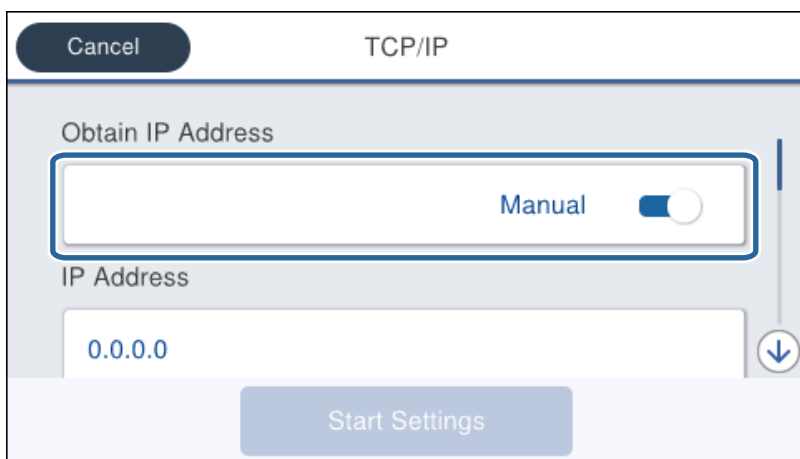 Cancel TCP/IP
Obtain IP Address
Manual
IP Address
0.0.0.0
Start Settings